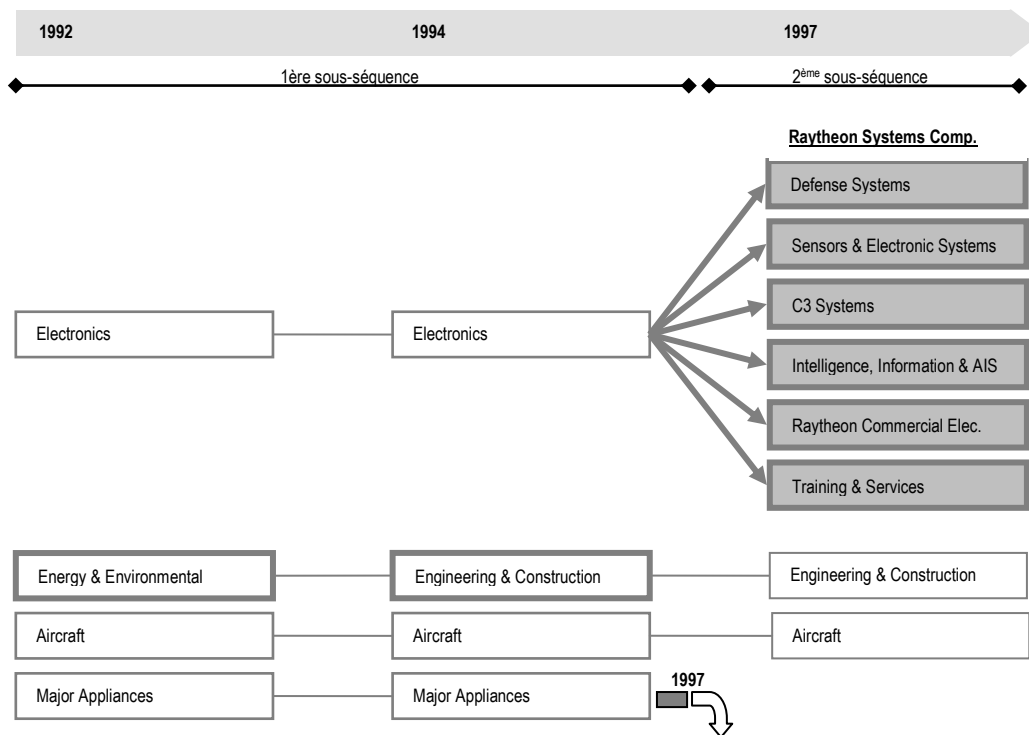 1992 1994 1997
1ère sous-séquence 2ème sous-séquence
Raytheon Systems Comp.
Defense Systems
Sensors & Electronic Systems
C3 Systems
Electronics Electronics
Intelligence, Information & AIS
Raytheon Commercial Elec.
Training & Services
Energy & Environmental Engineering & Construction Engineering & Construction
Aircraft Aircraft Aircraft
Major Appliances Major Appliances 1997